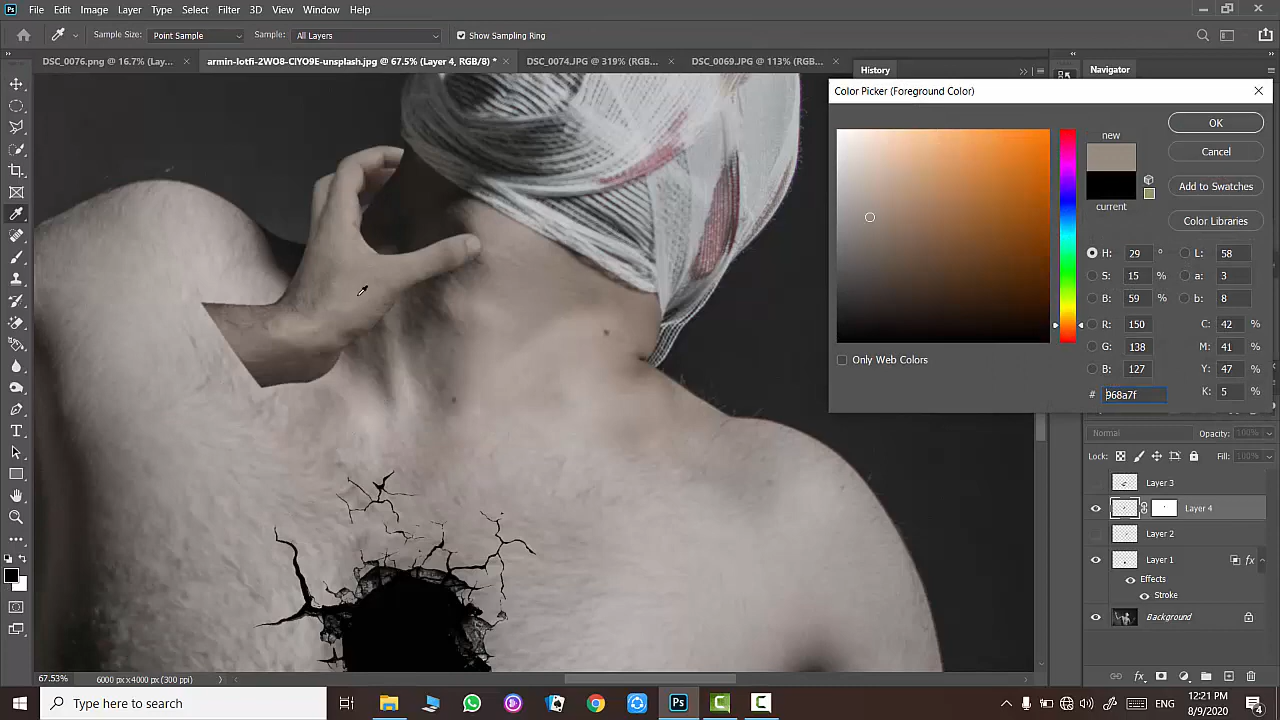 Ps File Edit Image Layer Type Select Filter 3D View Window Help
Sample Size: Point Sample Sample: All Layers Show Sampling Ring
DSC_0076.png @ 16.7% (Lay... × armin-lotfi-2WO8-ClYO9E-unsplash.jpg @ 67.5% (Layer 4, RGB/8) * × DSC_0074.JPG @ 319% (RGB... × DSC_0069.JPG @ 113% (RGB... × History Navigator
Color Picker (Foreground Color)
new
OK
Cancel
Add to Swatches
current
Color Libraries
H: 29 ° L: 58
S: 15 % a: 3
B: 59 % b: 8
R: 150 C: 42 %
G: 138 M: 41 %
B: 127 Y: 47 %
Only Web Colors
# 968a7f K: 5 %
Normal Opacity: 100%
Lock: Fill: 100%
Layer 3
Layer 4
Layer 2
Layer 1 fx
Effects
Stroke
Background
67.53% 6000 px x 4000 px (300 ppi)
Type here to search
Ps
ENG
12:21 PM
8/9/2020
4